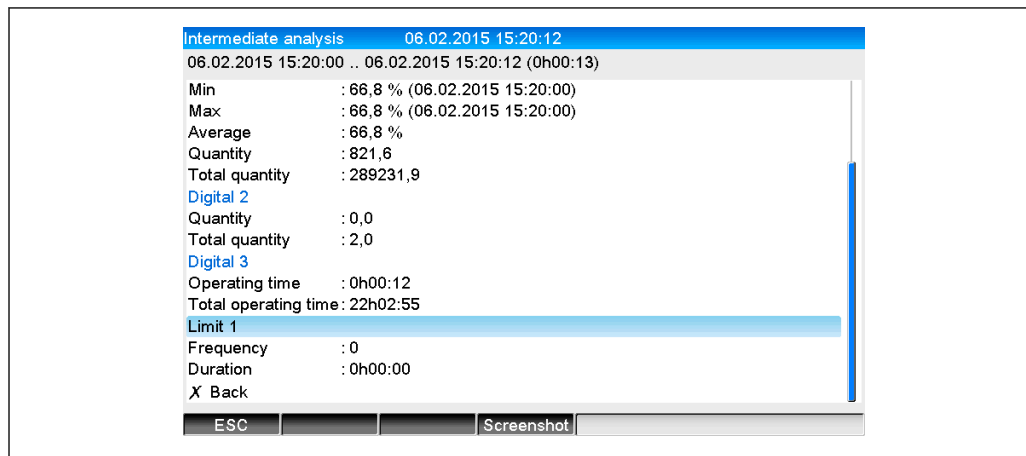 Intermediate analysis 06.02.2015 15:20:12
06.02.2015 15:20:00 .. 06.02.2015 15:20:12 (0h00:13)
Min : 66,8 % (06.02.2015 15:20:00)
Max : 66,8 % (06.02.2015 15:20:00)
Average : 66,8 %
Quantity : 821,6
Total quantity : 289231,9
Digital 2
Quantity : 0,0
Total quantity : 2,0
Digital 3
Operating time : 0h00:12
Total operating time : 22h02:55
Limit 1
Frequency : 0
Duration : 0h00:00
X Back
ESC Screenshot